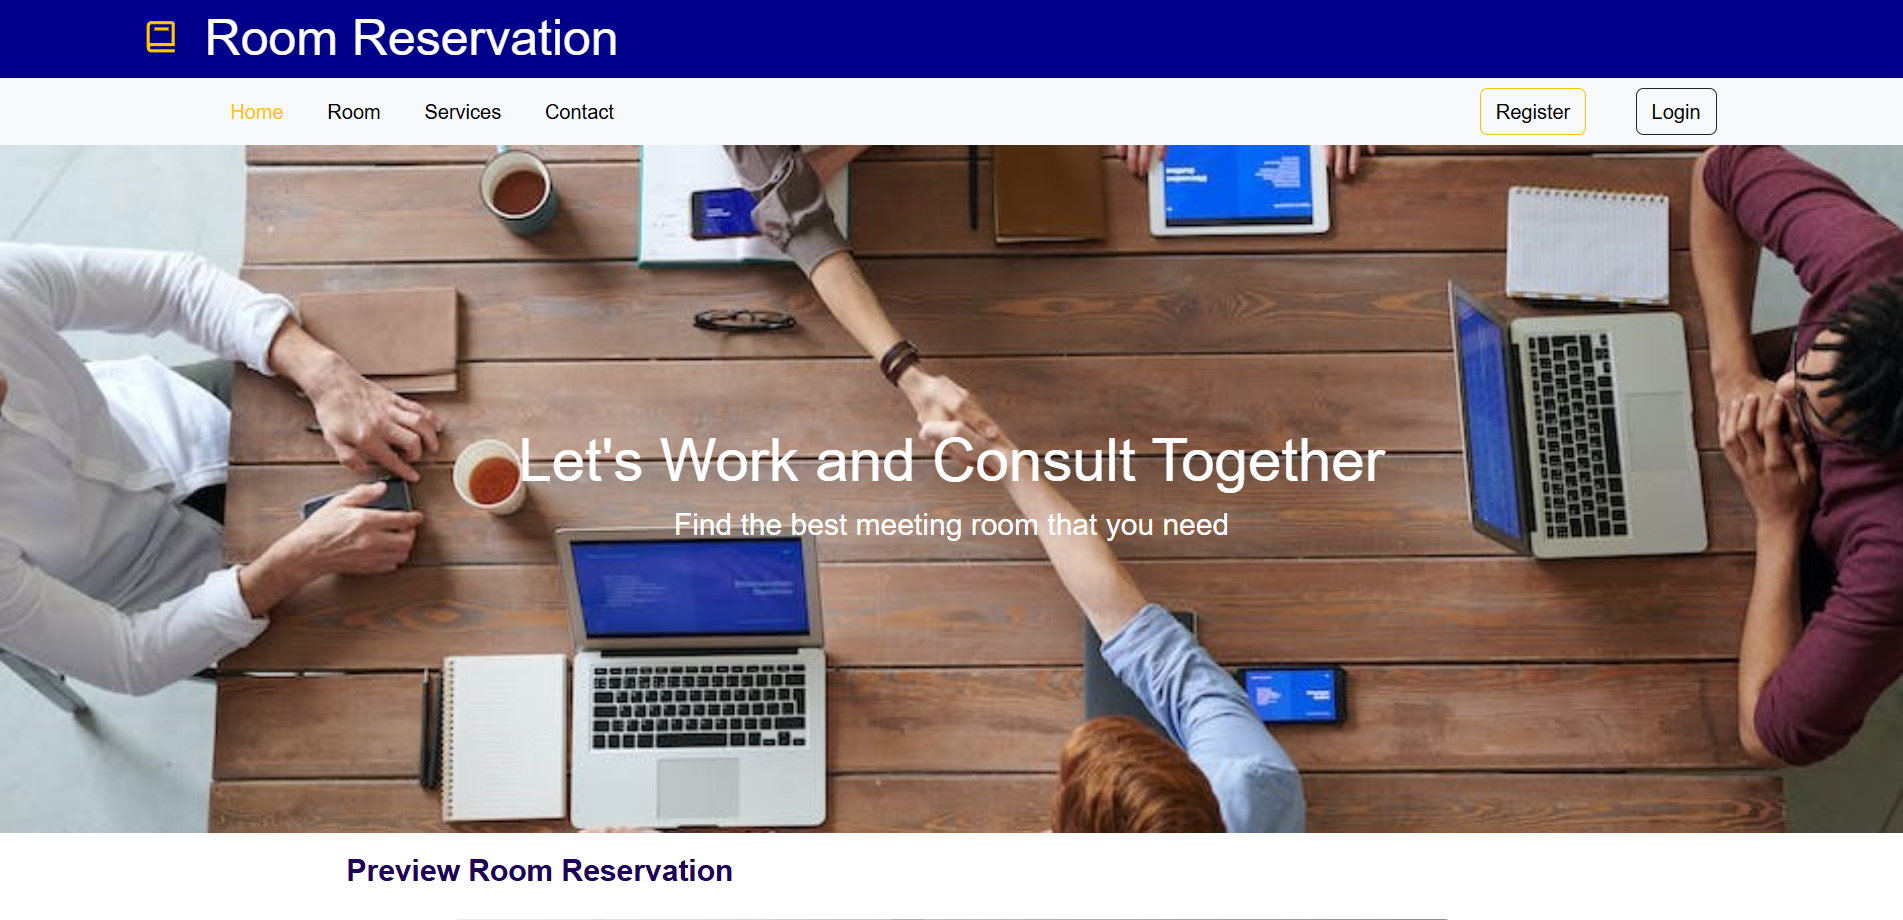 Room Reservation
Home Room Services Contact Register Login
Let's Work and Consult Together
Find the best meeting room that you need
Preview Room Reservation